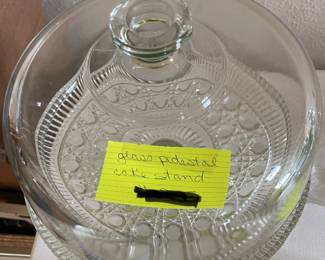 glass pedestal
cake stand